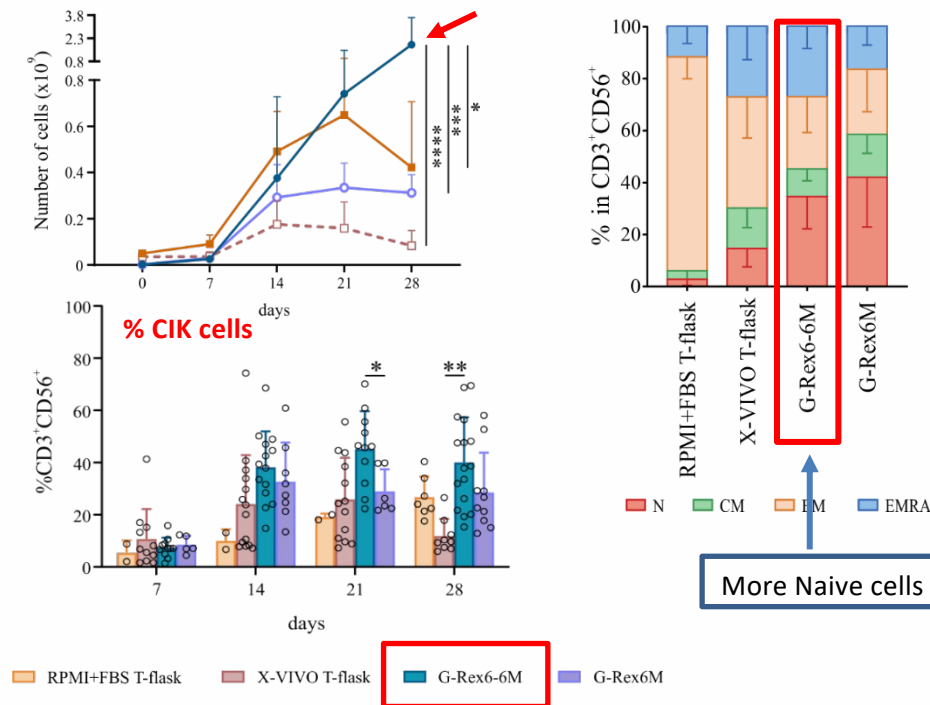 Number of cells (x10⁹)
3.8
2.3
0.8
0.8
0.6
0.4
0.2
0
****
***
*
0 7 14 21 28
days
% CIK cells
%CD3⁺CD56⁺
100
80
60
40
20
0
*
**
7 14 21 28
days
RPMI+FBS T-flask X-VIVO T-flask G-Rex6-6M G-Rex6M
% in CD3⁺CD56⁺
100
80
60
40
20
0
RPMI+FBS T-flask
X-VIVO T-flask
G-Rex6-6M
G-Rex6M
N CM EM EMRA
More Naive cells